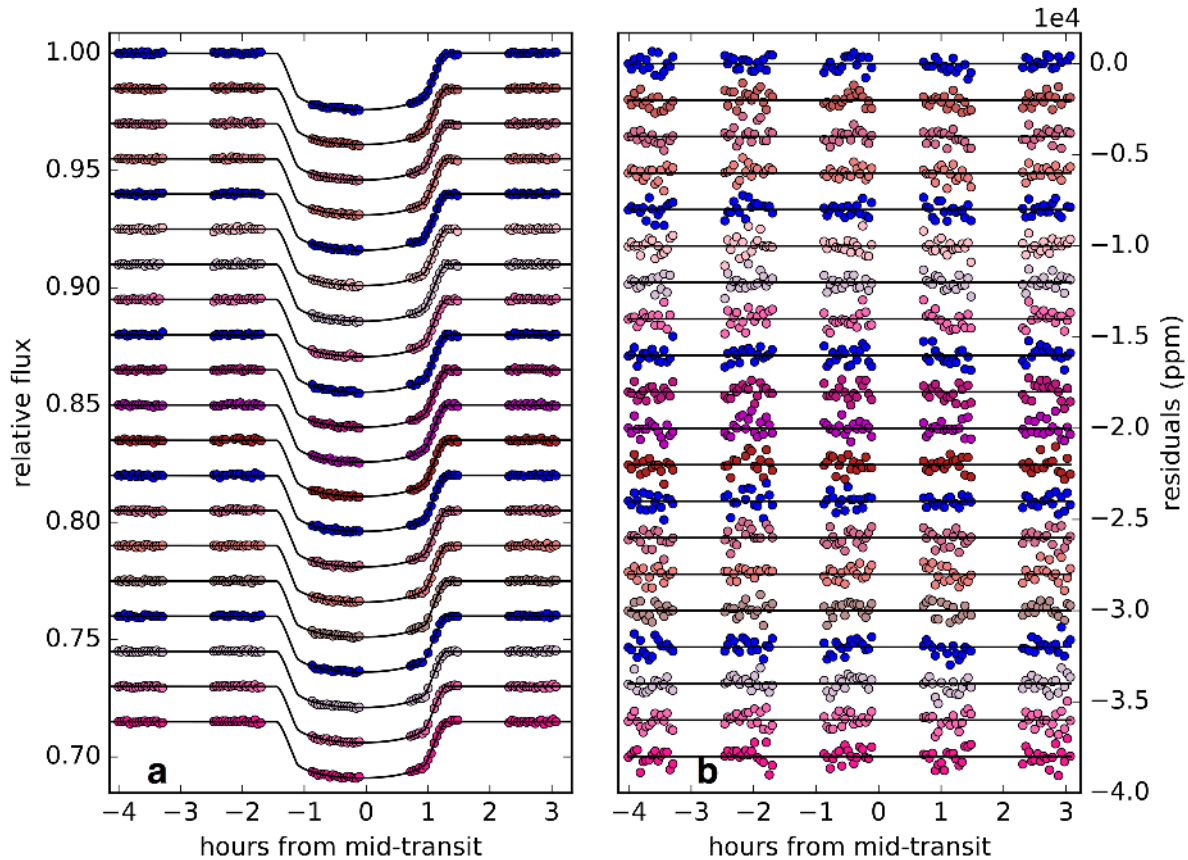 1.00
0.95
0.90
0.85
0.80
0.75
0.70
relative flux
−4 −3 −2 −1 0 1 2 3
hours from mid-transit
a
1e4
0.0
−0.5
−1.0
−1.5
−2.0
−2.5
−3.0
−3.5
−4.0
residuals (ppm)
−4 −3 −2 −1 0 1 2 3
hours from mid-transit
b